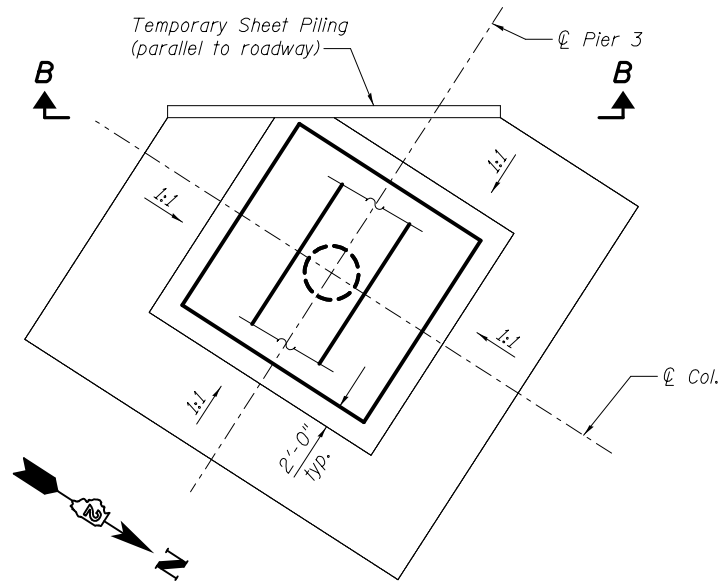 Temporary Sheet Piling
(parallel to roadway)
℄ Pier 3
B
B
1:1
1:1
1:1
℄ Col.
1:1
2'-0"
typ.
2
N